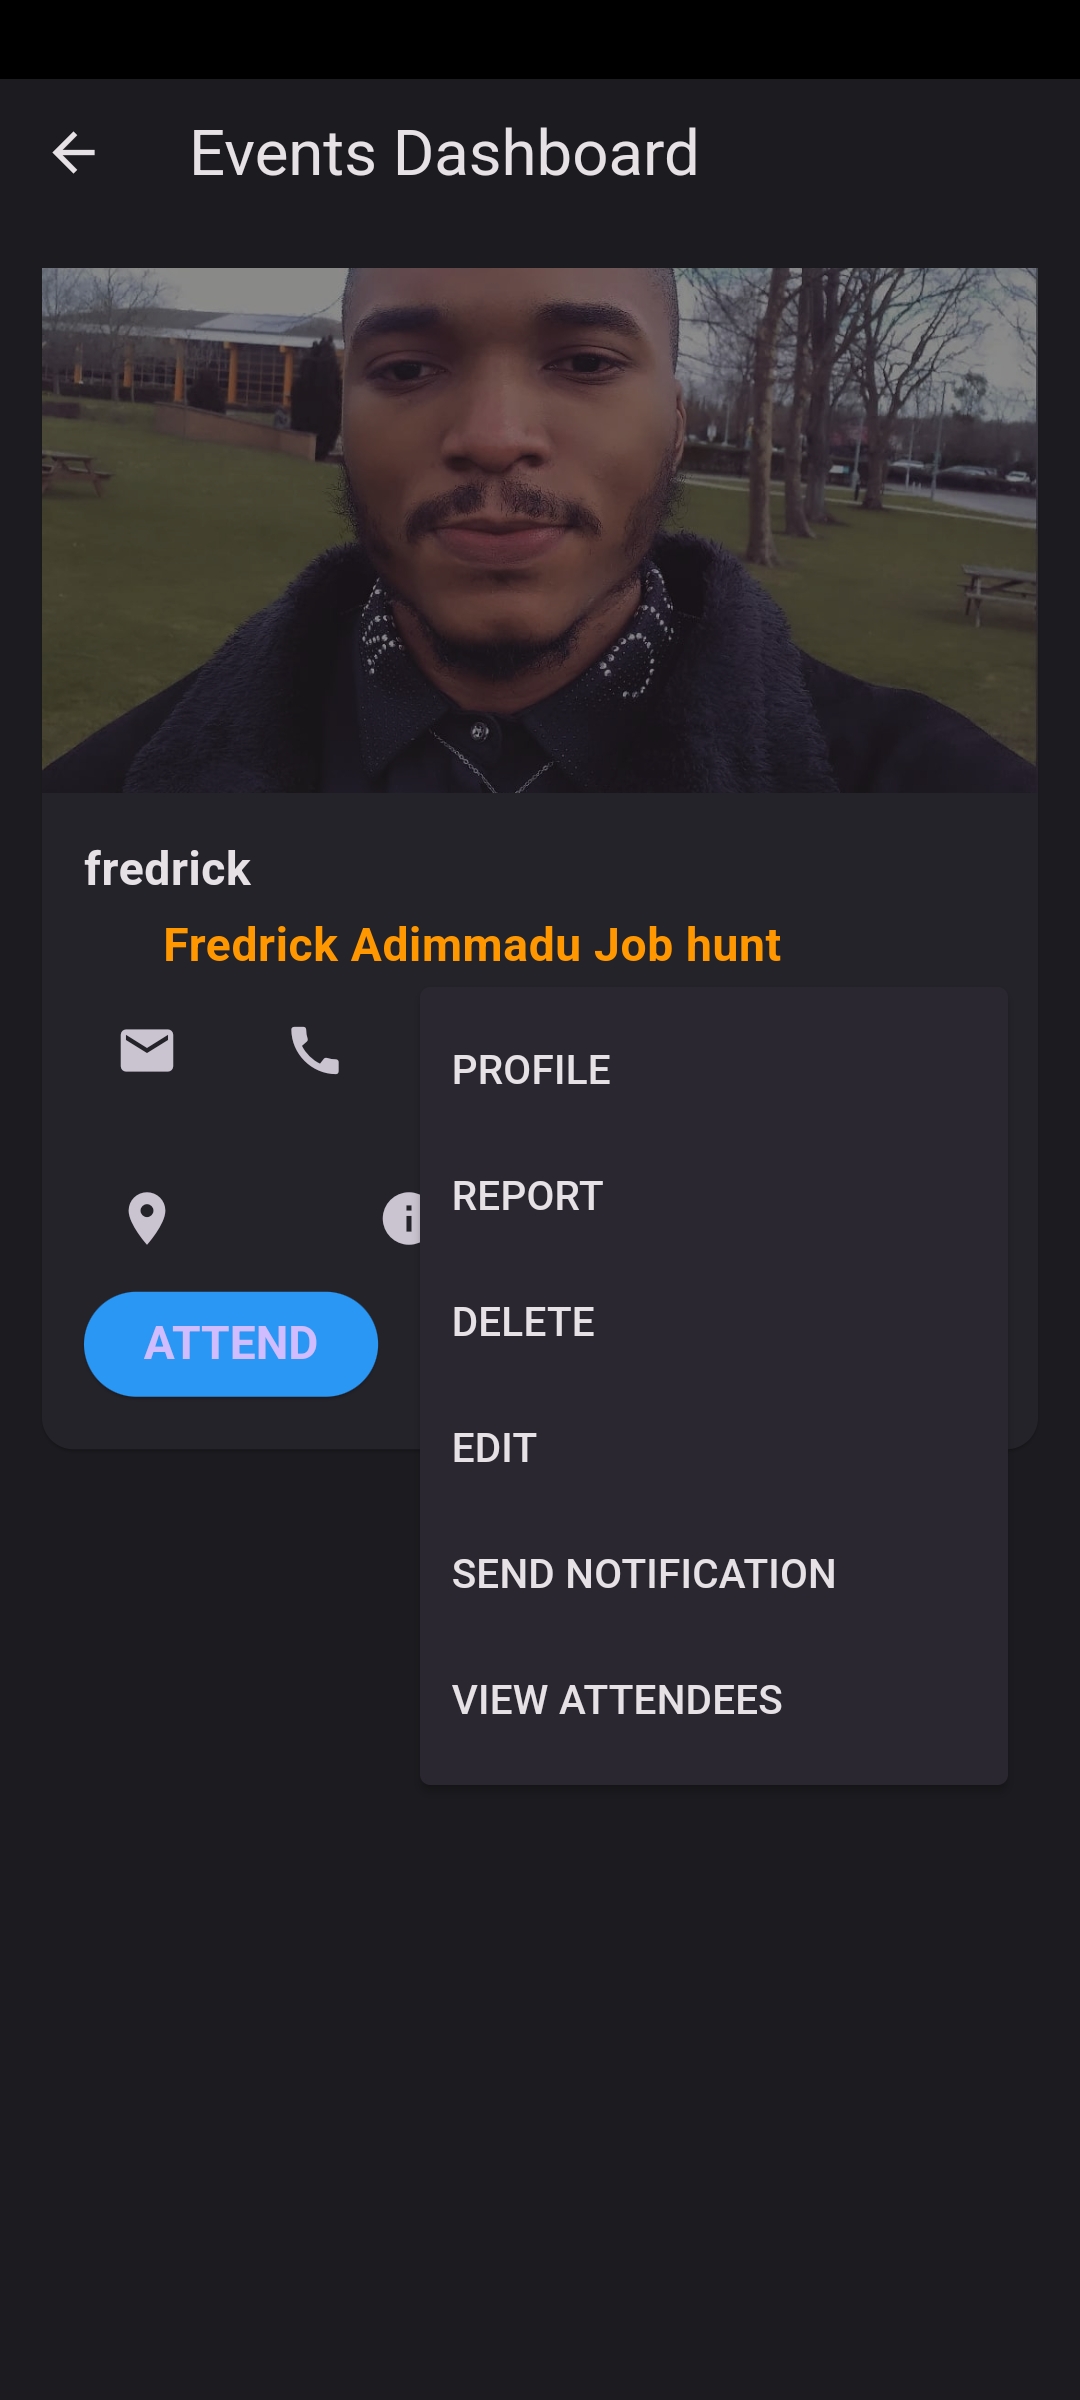 Events Dashboard
fredrick
Fredrick Adimmadu Job hunt
PROFILE
REPORT
DELETE
ATTEND
EDIT
SEND NOTIFICATION
VIEW ATTENDEES